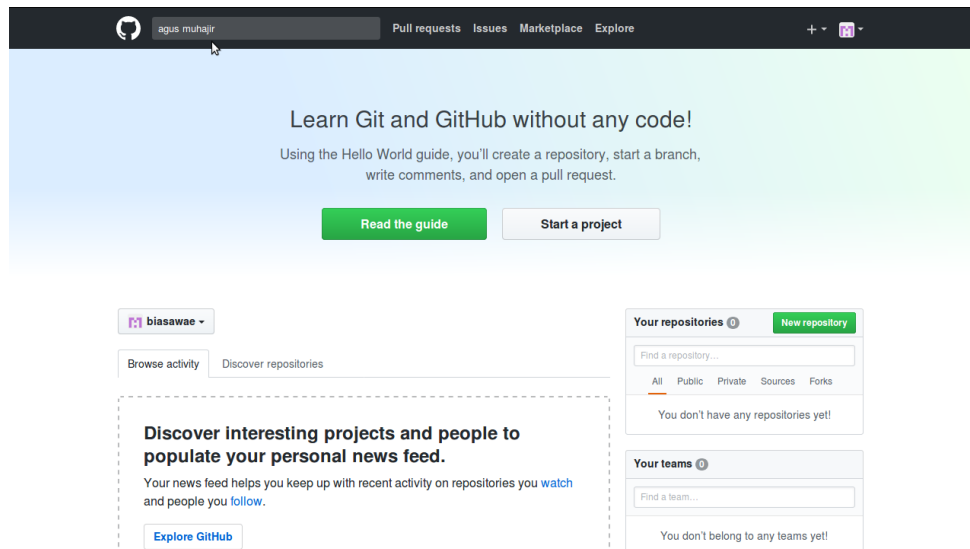 agus muhajir Pull requests Issues Marketplace Explore
Learn Git and GitHub without any code!
Using the Hello World guide, you'll create a repository, start a branch,
write comments, and open a pull request.
Read the guide Start a project
biasawae
Browse activity Discover repositories
Discover interesting projects and people to
populate your personal news feed.
Your news feed helps you keep up with recent activity on repositories you watch
and people you follow.
Explore GitHub
Your repositories 0 New repository
Find a repository…
All Public Private Sources Forks
You don't have any repositories yet!
Your teams 0
Find a team…
You don't belong to any teams yet!